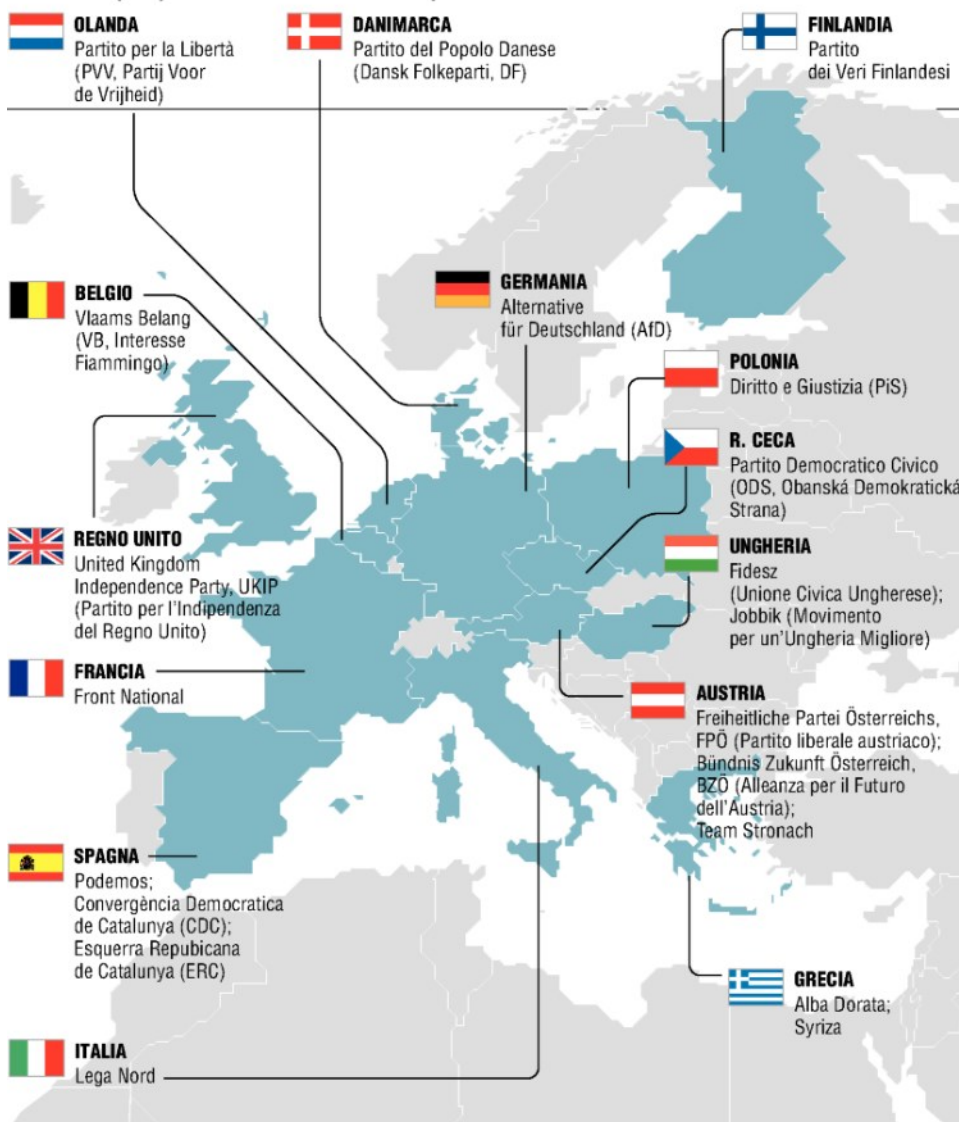 OLANDA
Partito per la Libertà
(PVV, Partij Voor
de Vrijheid)
DANIMARCA
Partito del Popolo Danese
(Dansk Folkeparti, DF)
FINLANDIA
Partito
dei Veri Finlandesi
BELGIO
Vlaams Belang
(VB, Interesse
Fiammingo)
GERMANIA
Alternative
für Deutschland (AfD)
POLONIA
Diritto e Giustizia (PiS)
R. CECA
Partito Democratico Civico
(ODS, Obanská Demokratická
Strana)
REGNO UNITO
United Kingdom
Independence Party, UKIP
(Partito per l'Indipendenza
del Regno Unito)
UNGHERIA
Fidesz
(Unione Civica Ungherese);
Jobbik (Movimento
per un'Ungheria Migliore)
FRANCIA
Front National
AUSTRIA
Freiheitliche Partei Österreichs,
FPÖ (Partito liberale austriaco);
Bündnis Zukunft Österreich,
BZÖ (Alleanza per il Futuro
dell'Austria);
Team Stronach
SPAGNA
Podemos;
Convergència Democratica
de Catalunya (CDC);
Esquerra Repubicana
de Catalunya (ERC)
GRECIA
Alba Dorata;
Syriza
ITALIA
Lega Nord